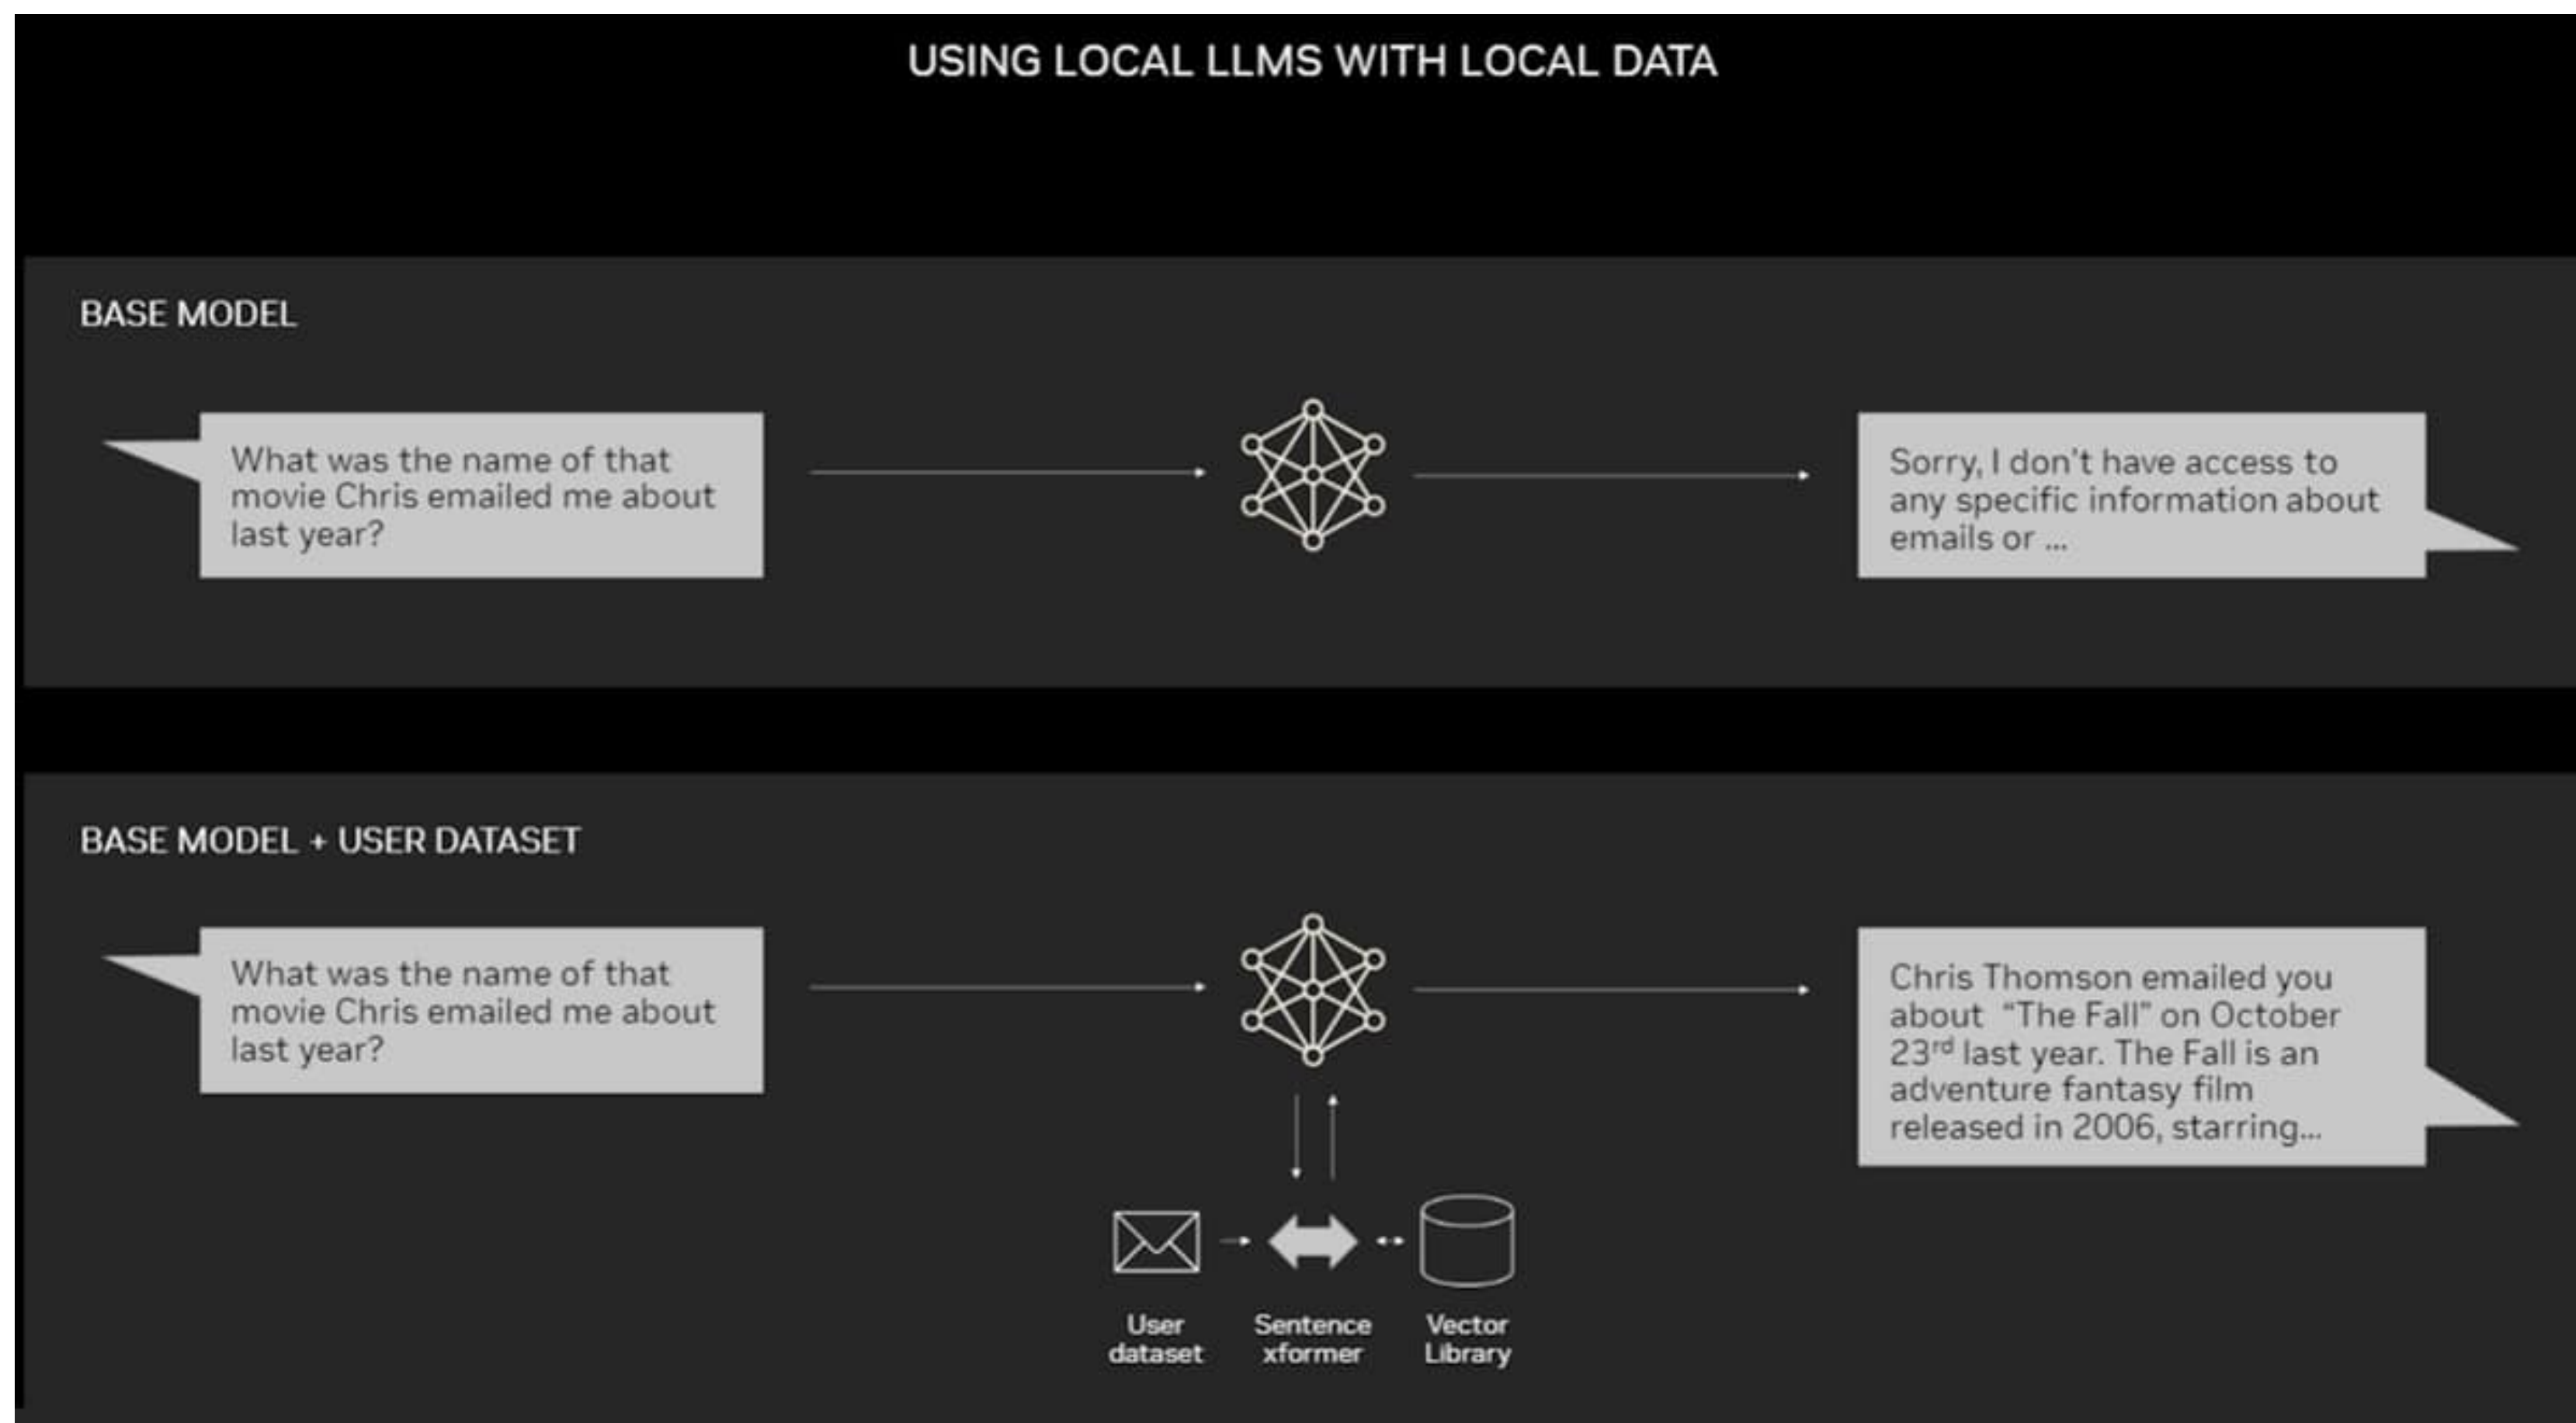 USING LOCAL LLMS WITH LOCAL DATA
BASE MODEL
What was the name of that
movie Chris emailed me about
last year?
Sorry, I don't have access to
any specific information about
emails or ...
BASE MODEL + USER DATASET
What was the name of that
movie Chris emailed me about
last year?
Chris Thomson emailed you
about “The Fall” on October
23rd last year. The Fall is an
adventure fantasy film
released in 2006, starring...
User
dataset
Sentence
xformer
Vector
Library